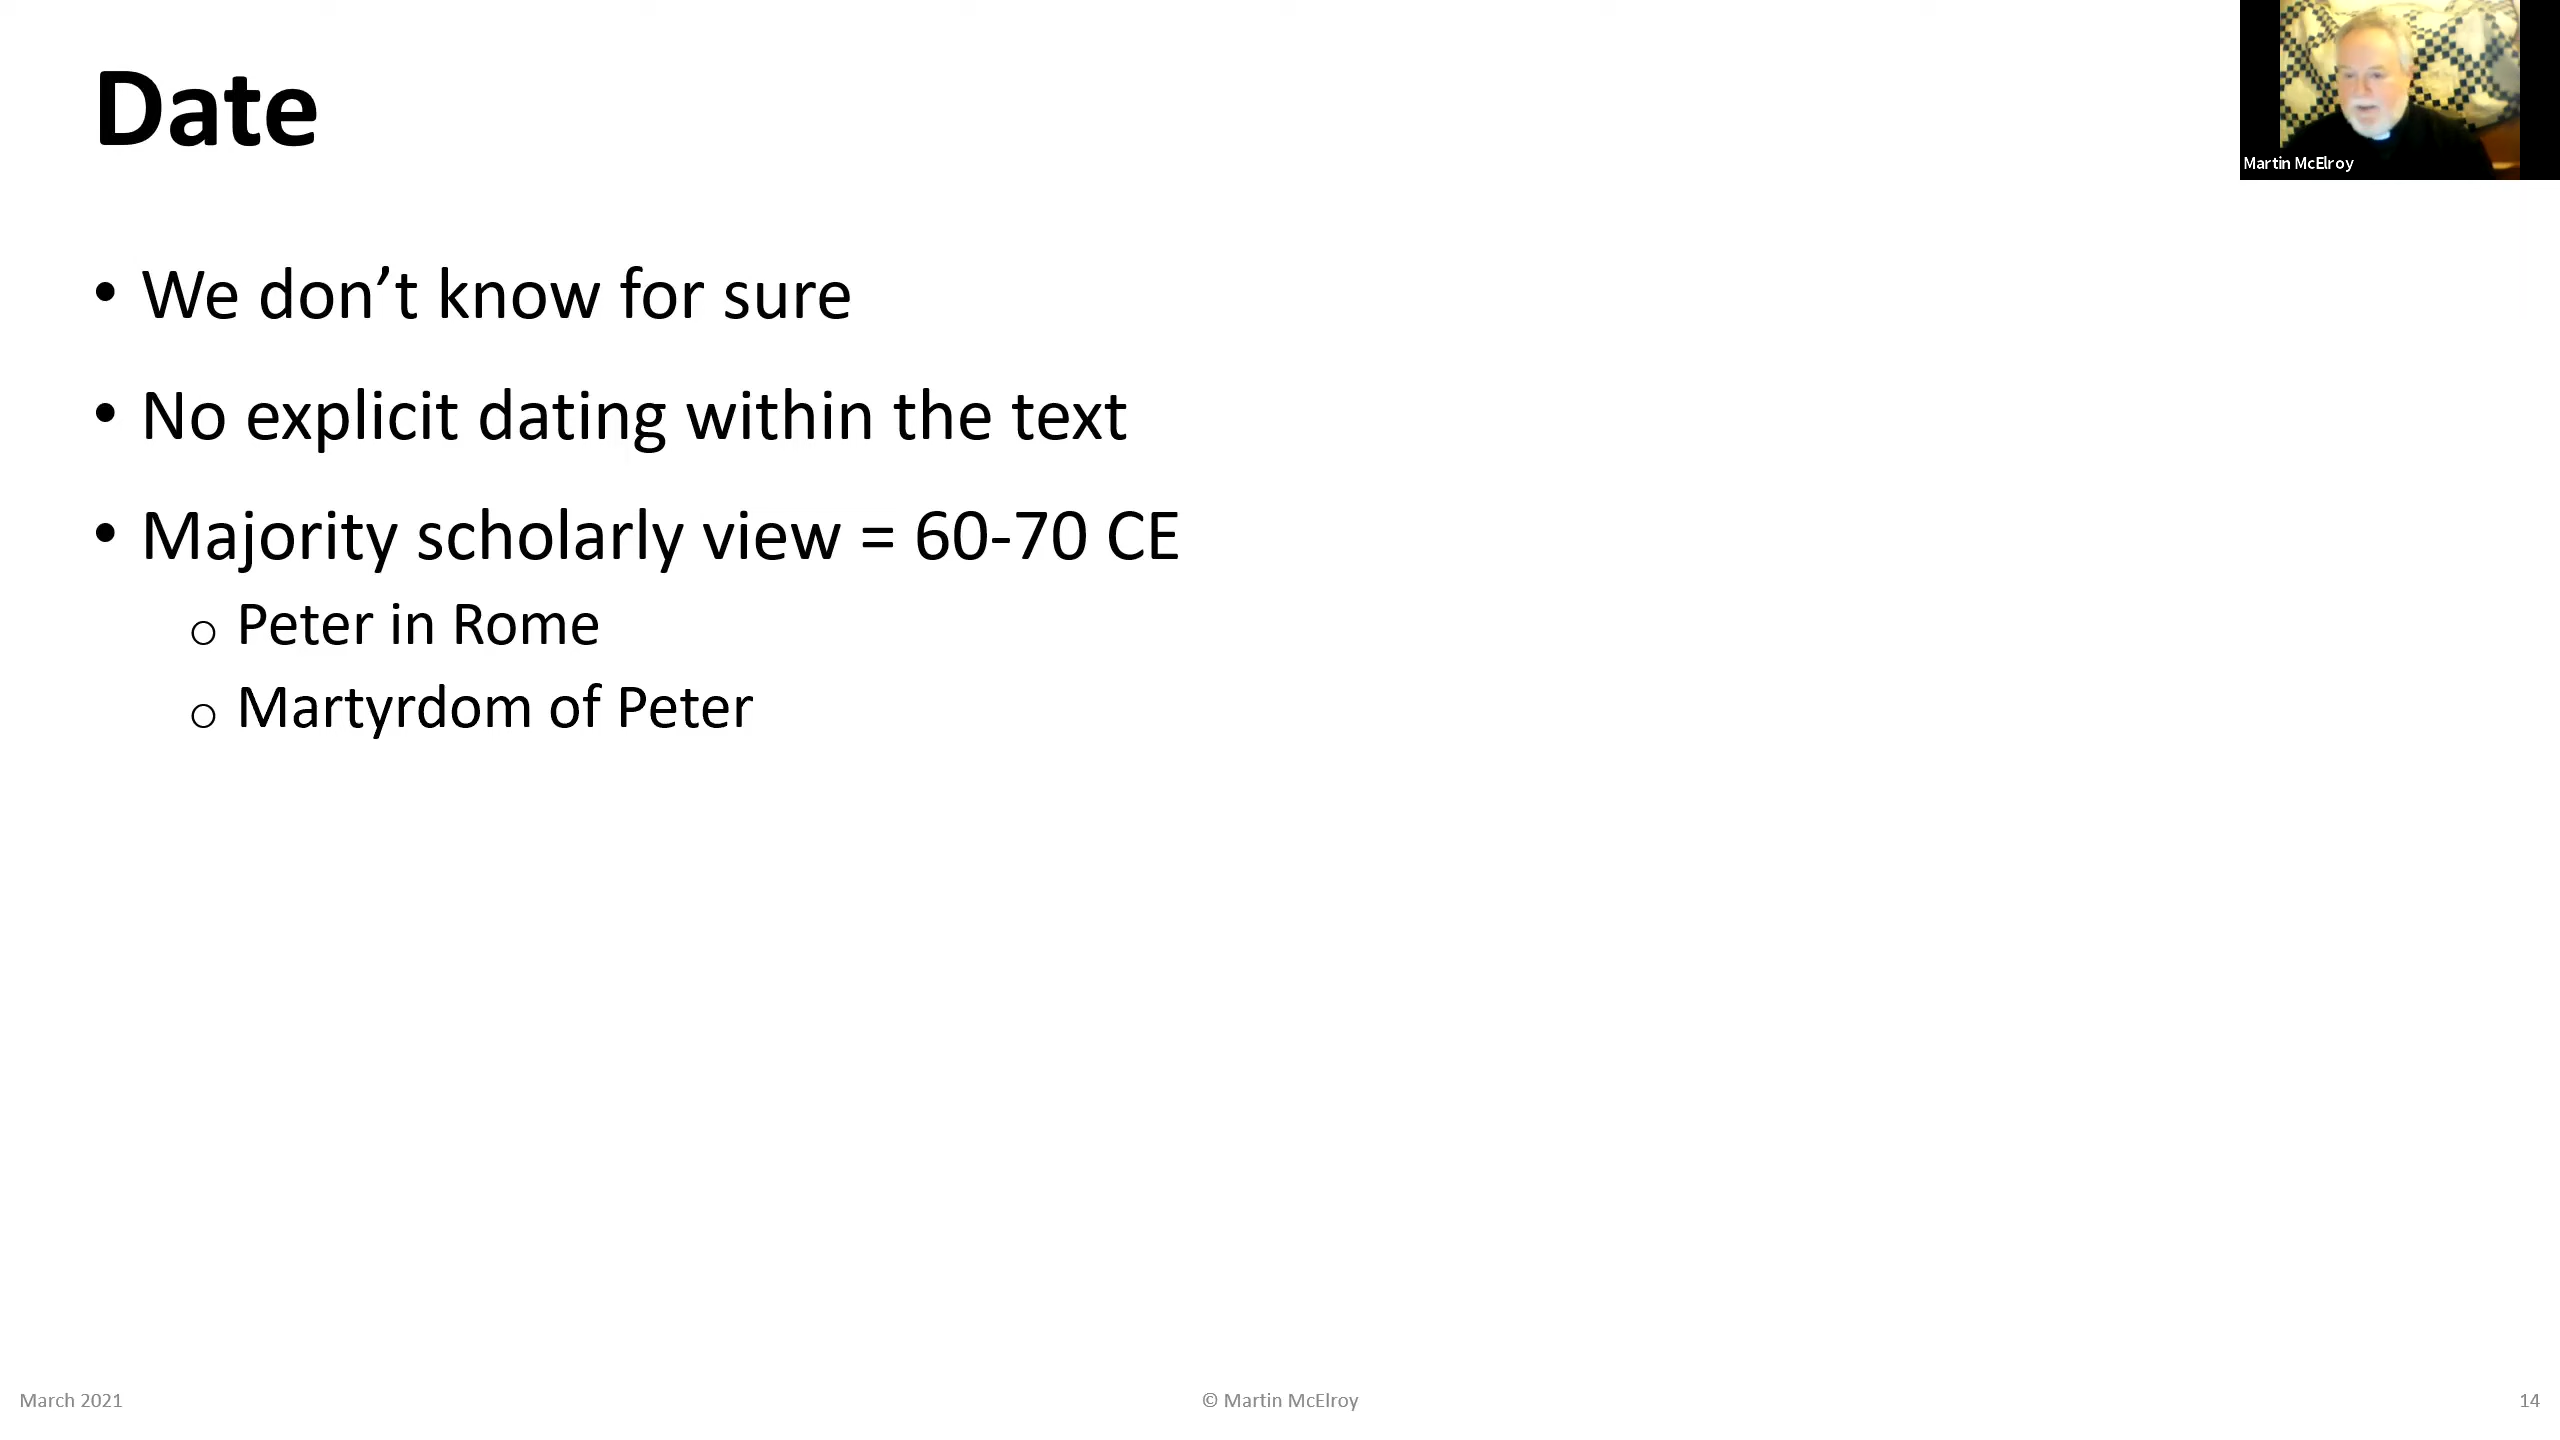 Date
Martin McElroy
• We don’t know for sure
• No explicit dating within the text
• Majority scholarly view = 60-70 CE
o Peter in Rome
o Martyrdom of Peter
March 2021
© Martin McElroy
14